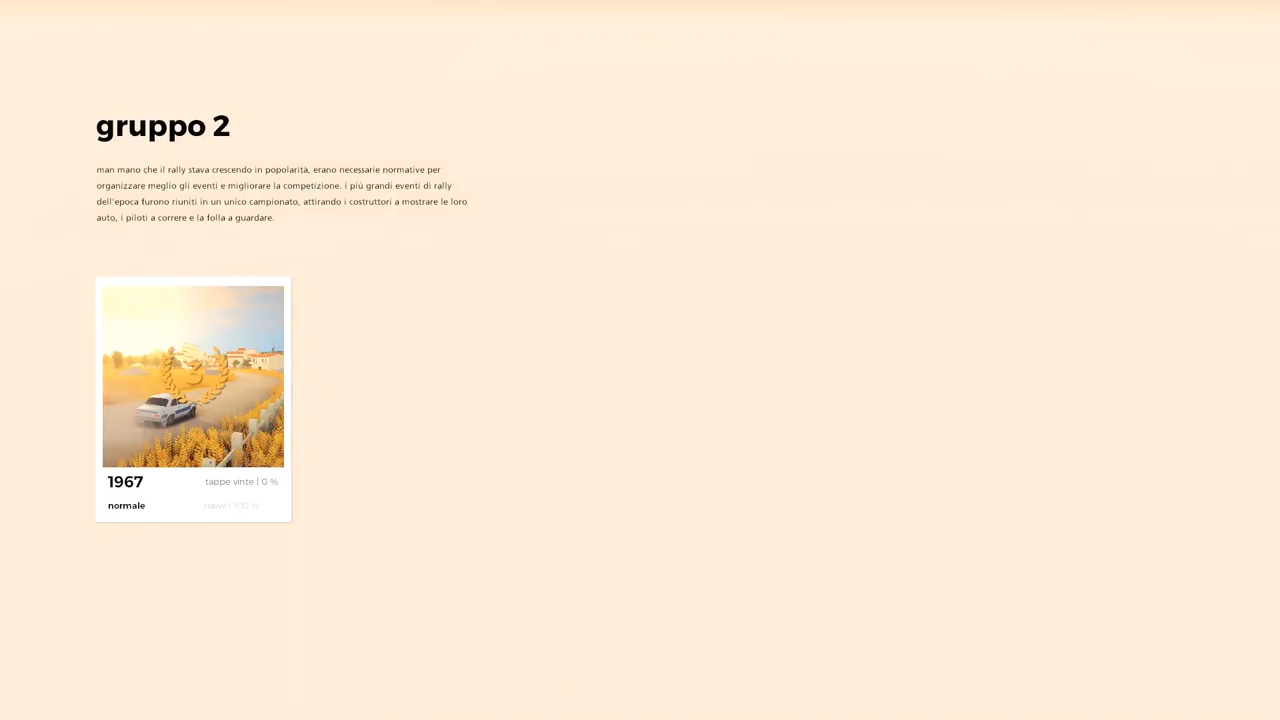 gruppo 2
man mano che il rally stava crescendo in popolarità, erano necessarie normative per
organizzare meglio gli eventi e migliorare la competizione. i più grandi eventi di rally
dell'epoca furono riuniti in un unico campionato, attirando i costruttori a mostrare le loro
auto, i piloti a correre e la folla a guardare.
3
1967
tappe vinte | 0 %
normale
| 100 %